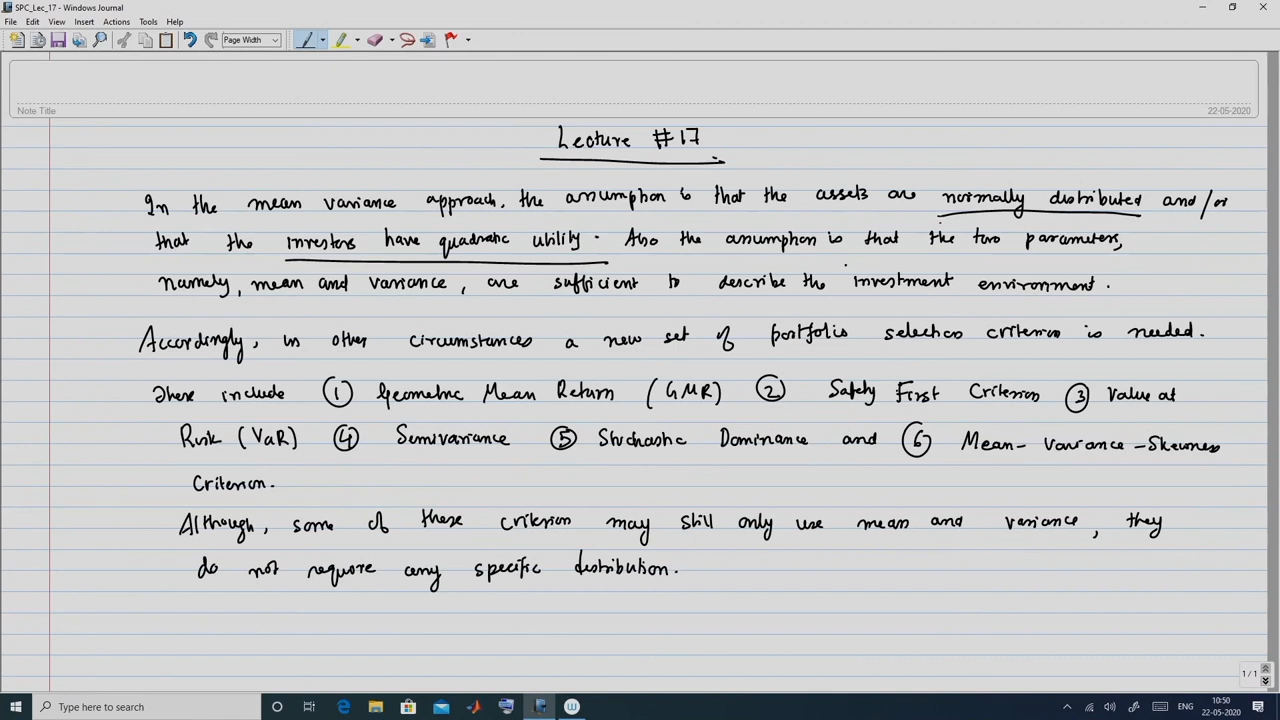 SPC_Lec_17 - Windows Journal
File Edit View Insert Actions Tools Help
Page Width
Note Title
22-05-2020
Lecture #17
In the mean variance approach, the assumption is that the assets are normally distributed and/or
that the investors have quadratic utility. Also the assumption is that the two parameters,
namely, mean and variance, are sufficient to describe the investment environment.
Accordingly, in other circumstances a new set of portfolio selection criterion is needed.
These include ① Geometric Mean Return (GMR) ② Safety First Criterion ③ Value at
Risk (VaR) ④ Semivariance ⑤ Stochastic Dominance and ⑥ Mean-Variance-Skewness
Criterion.
Although, some of these criterion may still only use mean and variance, they
do not require any specific distribution.
1/1
Type here to search
ENG
10:50
22-05-2020